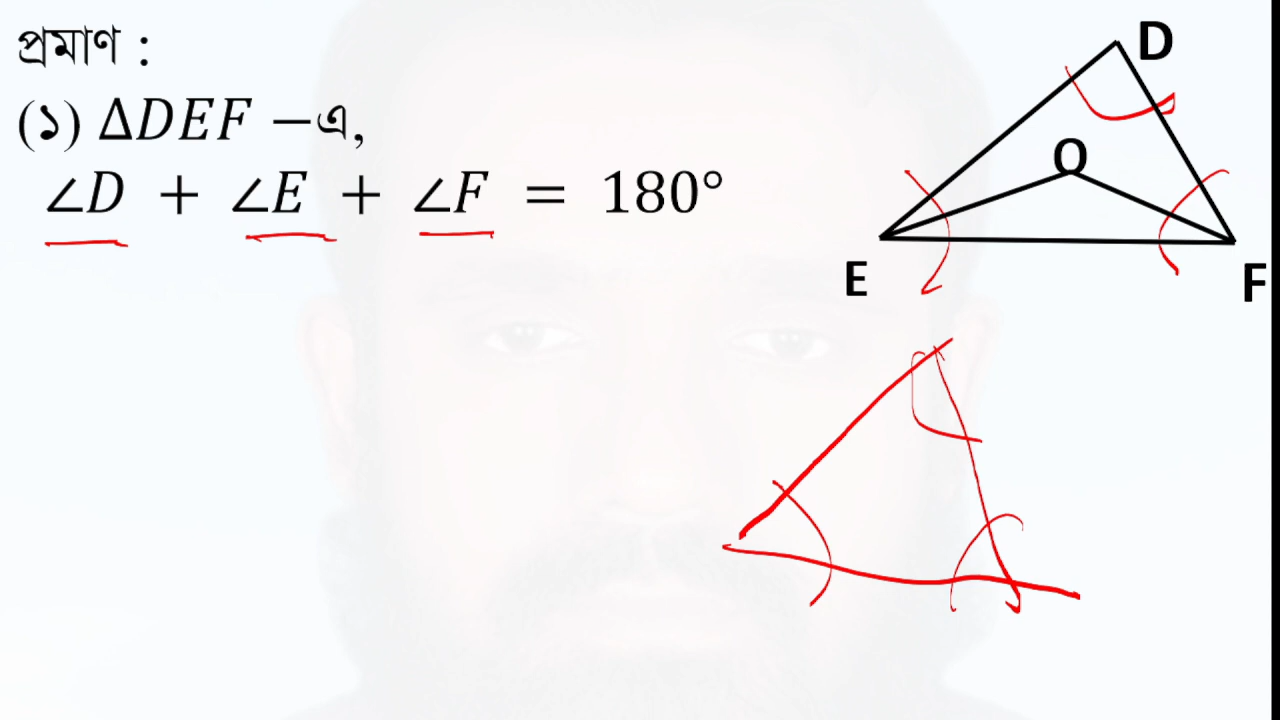 প্রমাণ :
(১) ΔDEF −এ,
∠D + ∠E + ∠F = 180°
D
O
E
F